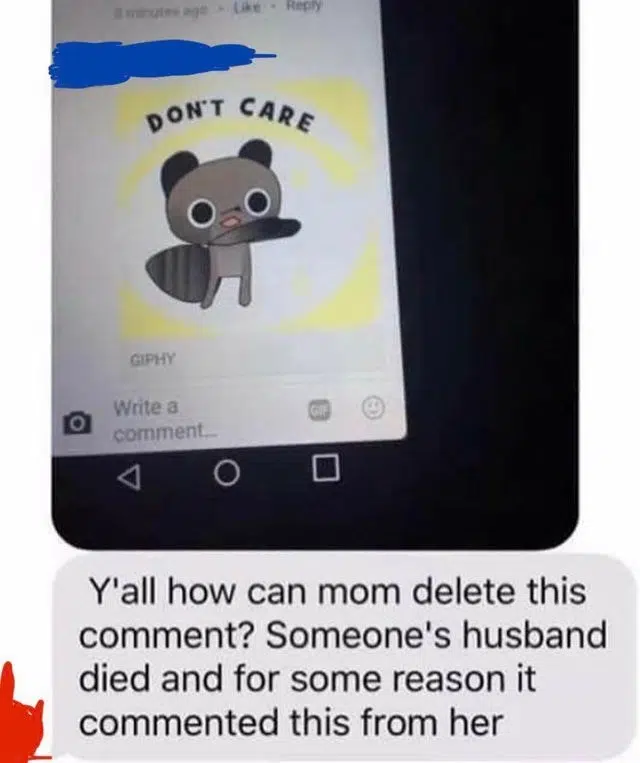 8 minutes ago · Like · Reply
DON'T CARE
GIPHY
Write a
comment...
GIF
Y'all how can mom delete this
comment? Someone's husband
died and for some reason it
commented this from her